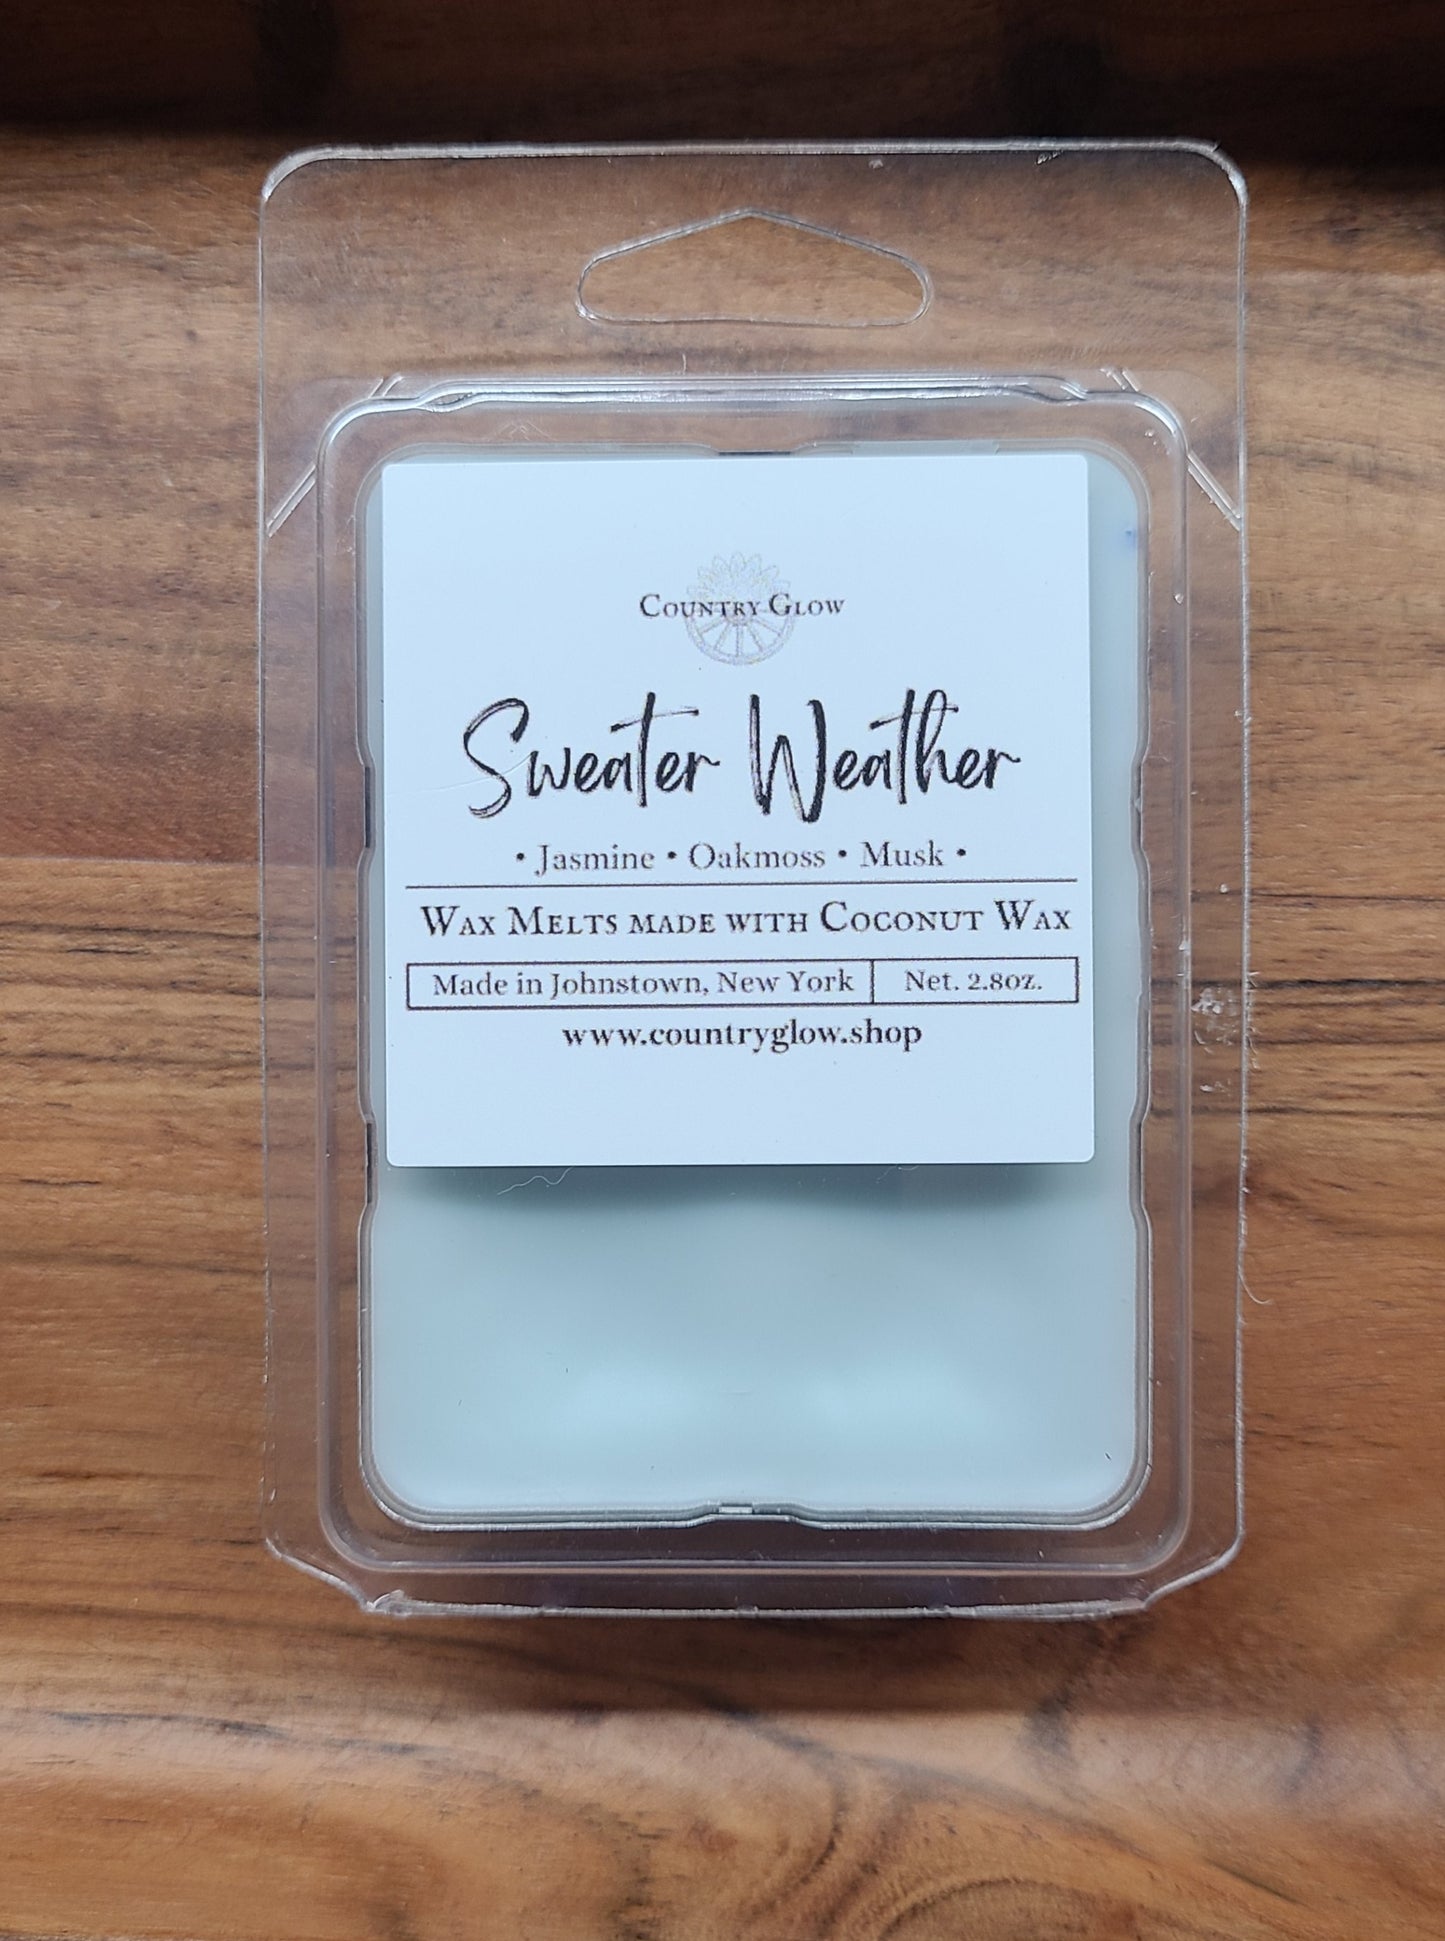 Country Glow
Sweater Weather
• Jasmine • Oakmoss • Musk •
Wax Melts made with Coconut Wax
Made in Johnstown, New York Net. 2.8oz.
www.countryglow.shop